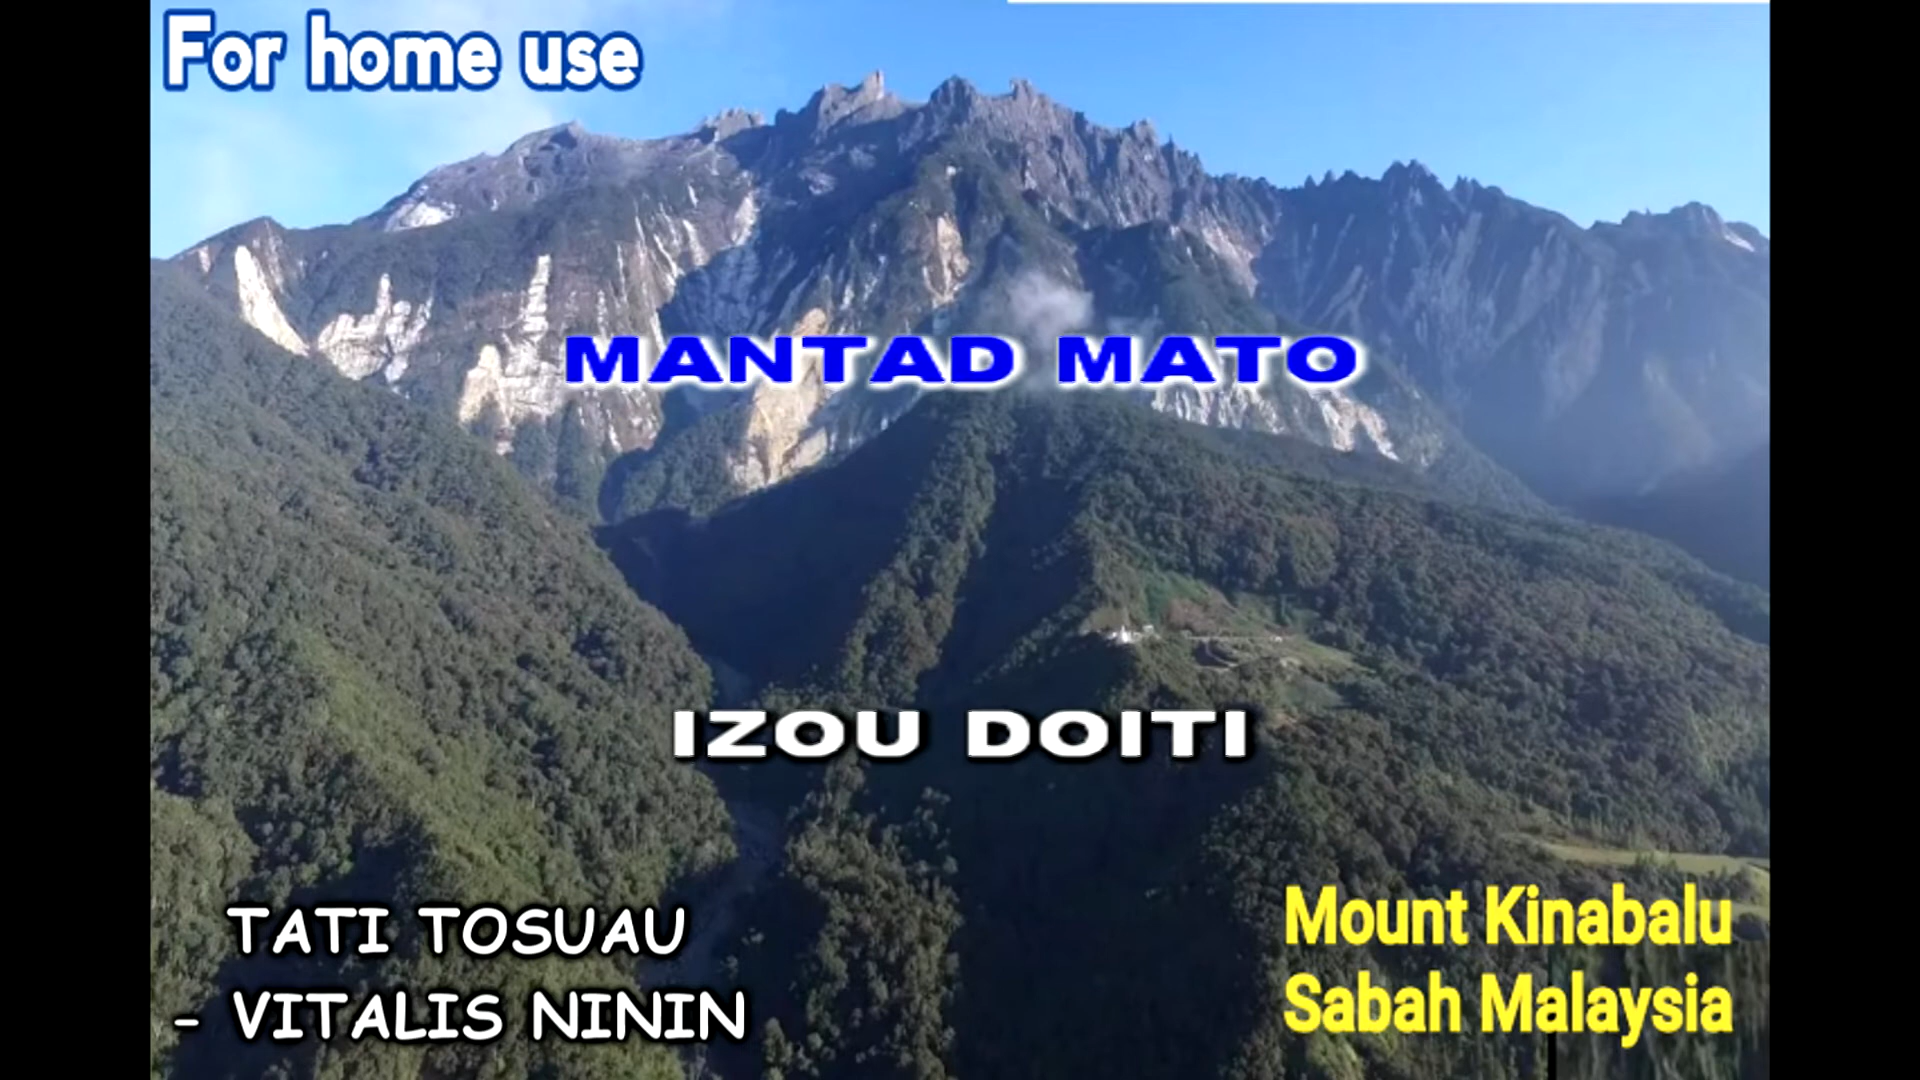 For home use
MANTAD MATO
IZOU DOITI
TATI TOSUAU
- VITALIS NININ
Mount Kinabalu
Sabah Malaysia